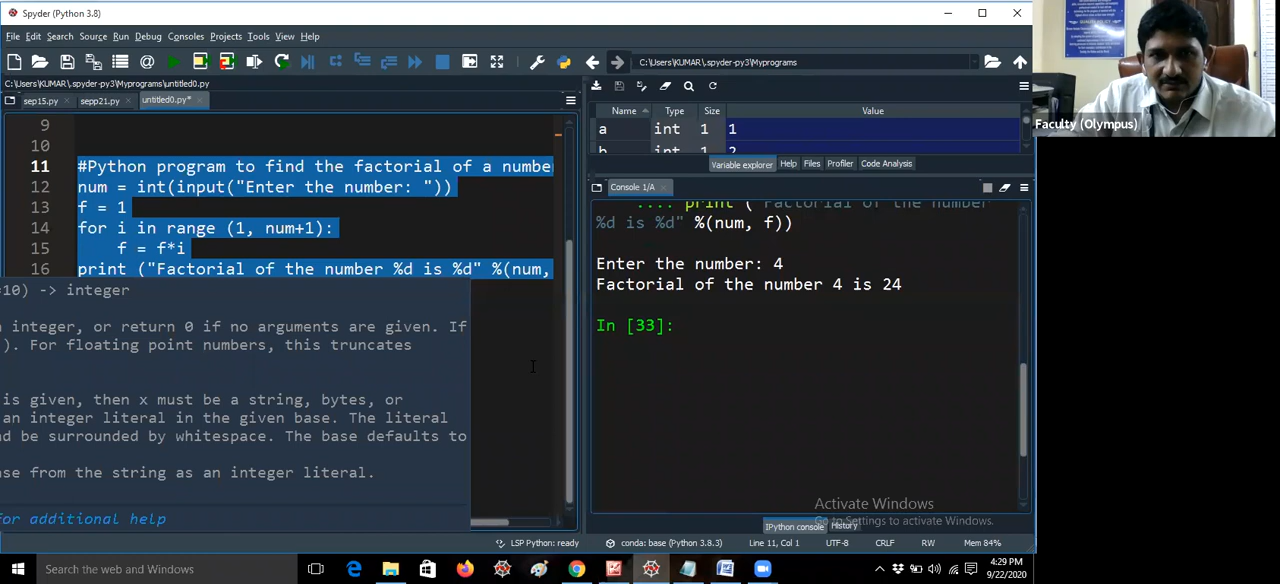 Spyder (Python 3.8)
File Edit Search Source Run Debug Consoles Projects Tools View Help
C:\Users\KUMAR\.spyder-py3\Myprograms
C:\Users\KUMAR\.spyder-py3\Myprograms\untitled0.py
sep15.py sepp21.py untitled0.py*
Name Type Size Value
a int 1 1
b int 1 2
Variable explorer Help Files Profiler Code Analysis
Faculty (Olympus)
9
10
11 #Python program to find the factorial of a numbe
12 num = int(input("Enter the number: "))
13 f = 1
14 for i in range (1, num+1):
15 f = f*i
16 print ("Factorial of the number %d is %d" %(num,
=10) -> integer
n integer, or return 0 if no arguments are given. If
). For floating point numbers, this truncates
is given, then x must be a string, bytes, or
an integer literal in the given base. The literal
nd be surrounded by whitespace. The base defaults to
ase from the string as an integer literal.
for additional help
Console 1/A
...: print ("Factorial of the number
%d is %d" %(num, f))
Enter the number: 4
Factorial of the number 4 is 24
In [33]:
Activate Windows
Go to Settings to activate Windows.
IPython console History
LSP Python: ready conda: base (Python 3.8.3) Line 11, Col 1 UTF-8 CRLF RW Mem 84%
Search the web and Windows
4:29 PM
9/22/2020